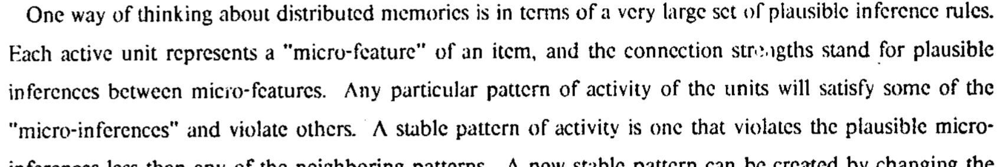 One way of thinking about distributed memories is in terms of a very large set of plausible inference rules.
Each active unit represents a "micro-feature" of an item, and the connection strengths stand for plausible
inferences between micro-features. Any particular pattern of activity of the units will satisfy some of the
"micro-inferences" and violate others. A stable pattern of activity is one that violates the plausible micro-
inferences less than any of the neighboring patterns. A new stable pattern can be created by changing the